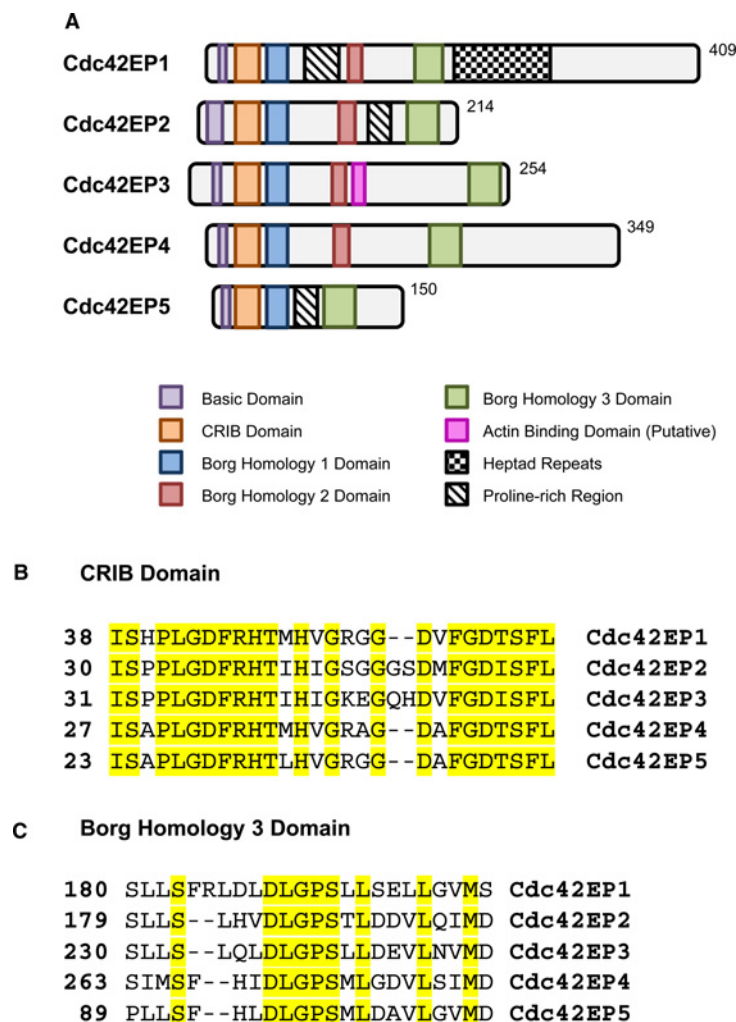 A
Cdc42EP1
409
Cdc42EP2
214
Cdc42EP3
254
Cdc42EP4
349
Cdc42EP5
150
Basic Domain
CRIB Domain
Borg Homology 1 Domain
Borg Homology 2 Domain
Borg Homology 3 Domain
Actin Binding Domain (Putative)
Heptad Repeats
Proline-rich Region
B CRIB Domain
38 ISHPLGDFRHTMHVGRGG--DVFGDTSFL Cdc42EP1
30 ISPPLGDFRHTIHIGSGGGSDMFGDISFL Cdc42EP2
31 ISPPLGDFRHTIHIGKEGQHDVFGDISFL Cdc42EP3
27 ISAPLGDFRHTMHVGRAG--DAFGDTSFL Cdc42EP4
23 ISAPLGDFRHTLHVGRGG--DAFGDTSFL Cdc42EP5
C Borg Homology 3 Domain
180 SLLSFRLDLDLGPSLLSELLGVMS Cdc42EP1
179 SLLS--LHVDLGPSTLDDVLQIMD Cdc42EP2
230 SLLS--LQLDLGPSLLDEVLNVMD Cdc42EP3
263 SIMSF--HIDLGPSMLGDVLSIMD Cdc42EP4
89 PLLSF--HLDLGPSMLDAVLGVMD Cdc42EP5